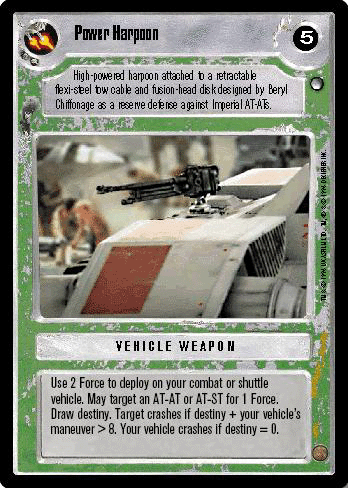 Power Harpoon
5
High-powered harpoon attached to a retractable
flexi-steel tow cable and fusion-head disk designed by Beryl
Chiffonage as a reserve defense against Imperial AT-ATs.
VEHICLE WEAPON
Use 2 Force to deploy on your combat or shuttle
vehicle. May target an AT-AT or AT-ST for 1 Force.
Draw destiny. Target crashes if destiny + your vehicle's
maneuver > 8. Your vehicle crashes if destiny = 0.